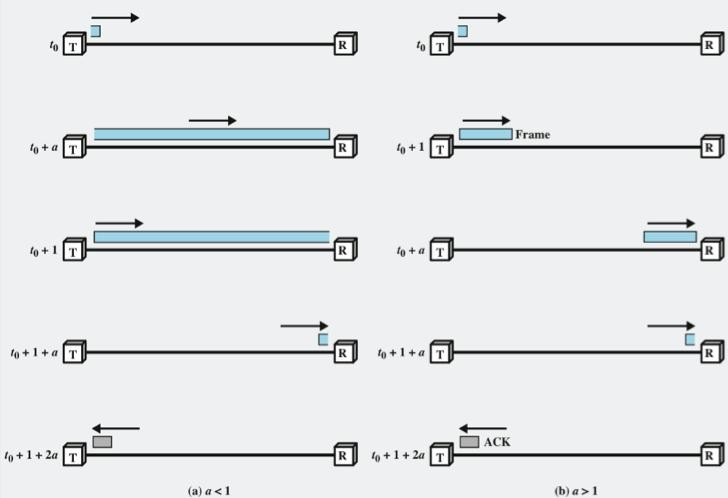 t0 T R
t0 T R
t0 + a T R
t0 + 1 T Frame R
t0 + 1 T R
t0 + a T R
t0 + 1 + a T R
t0 + 1 + a T R
t0 + 1 + 2a T R
t0 + 1 + 2a T ACK R
(a) a < 1
(b) a > 1